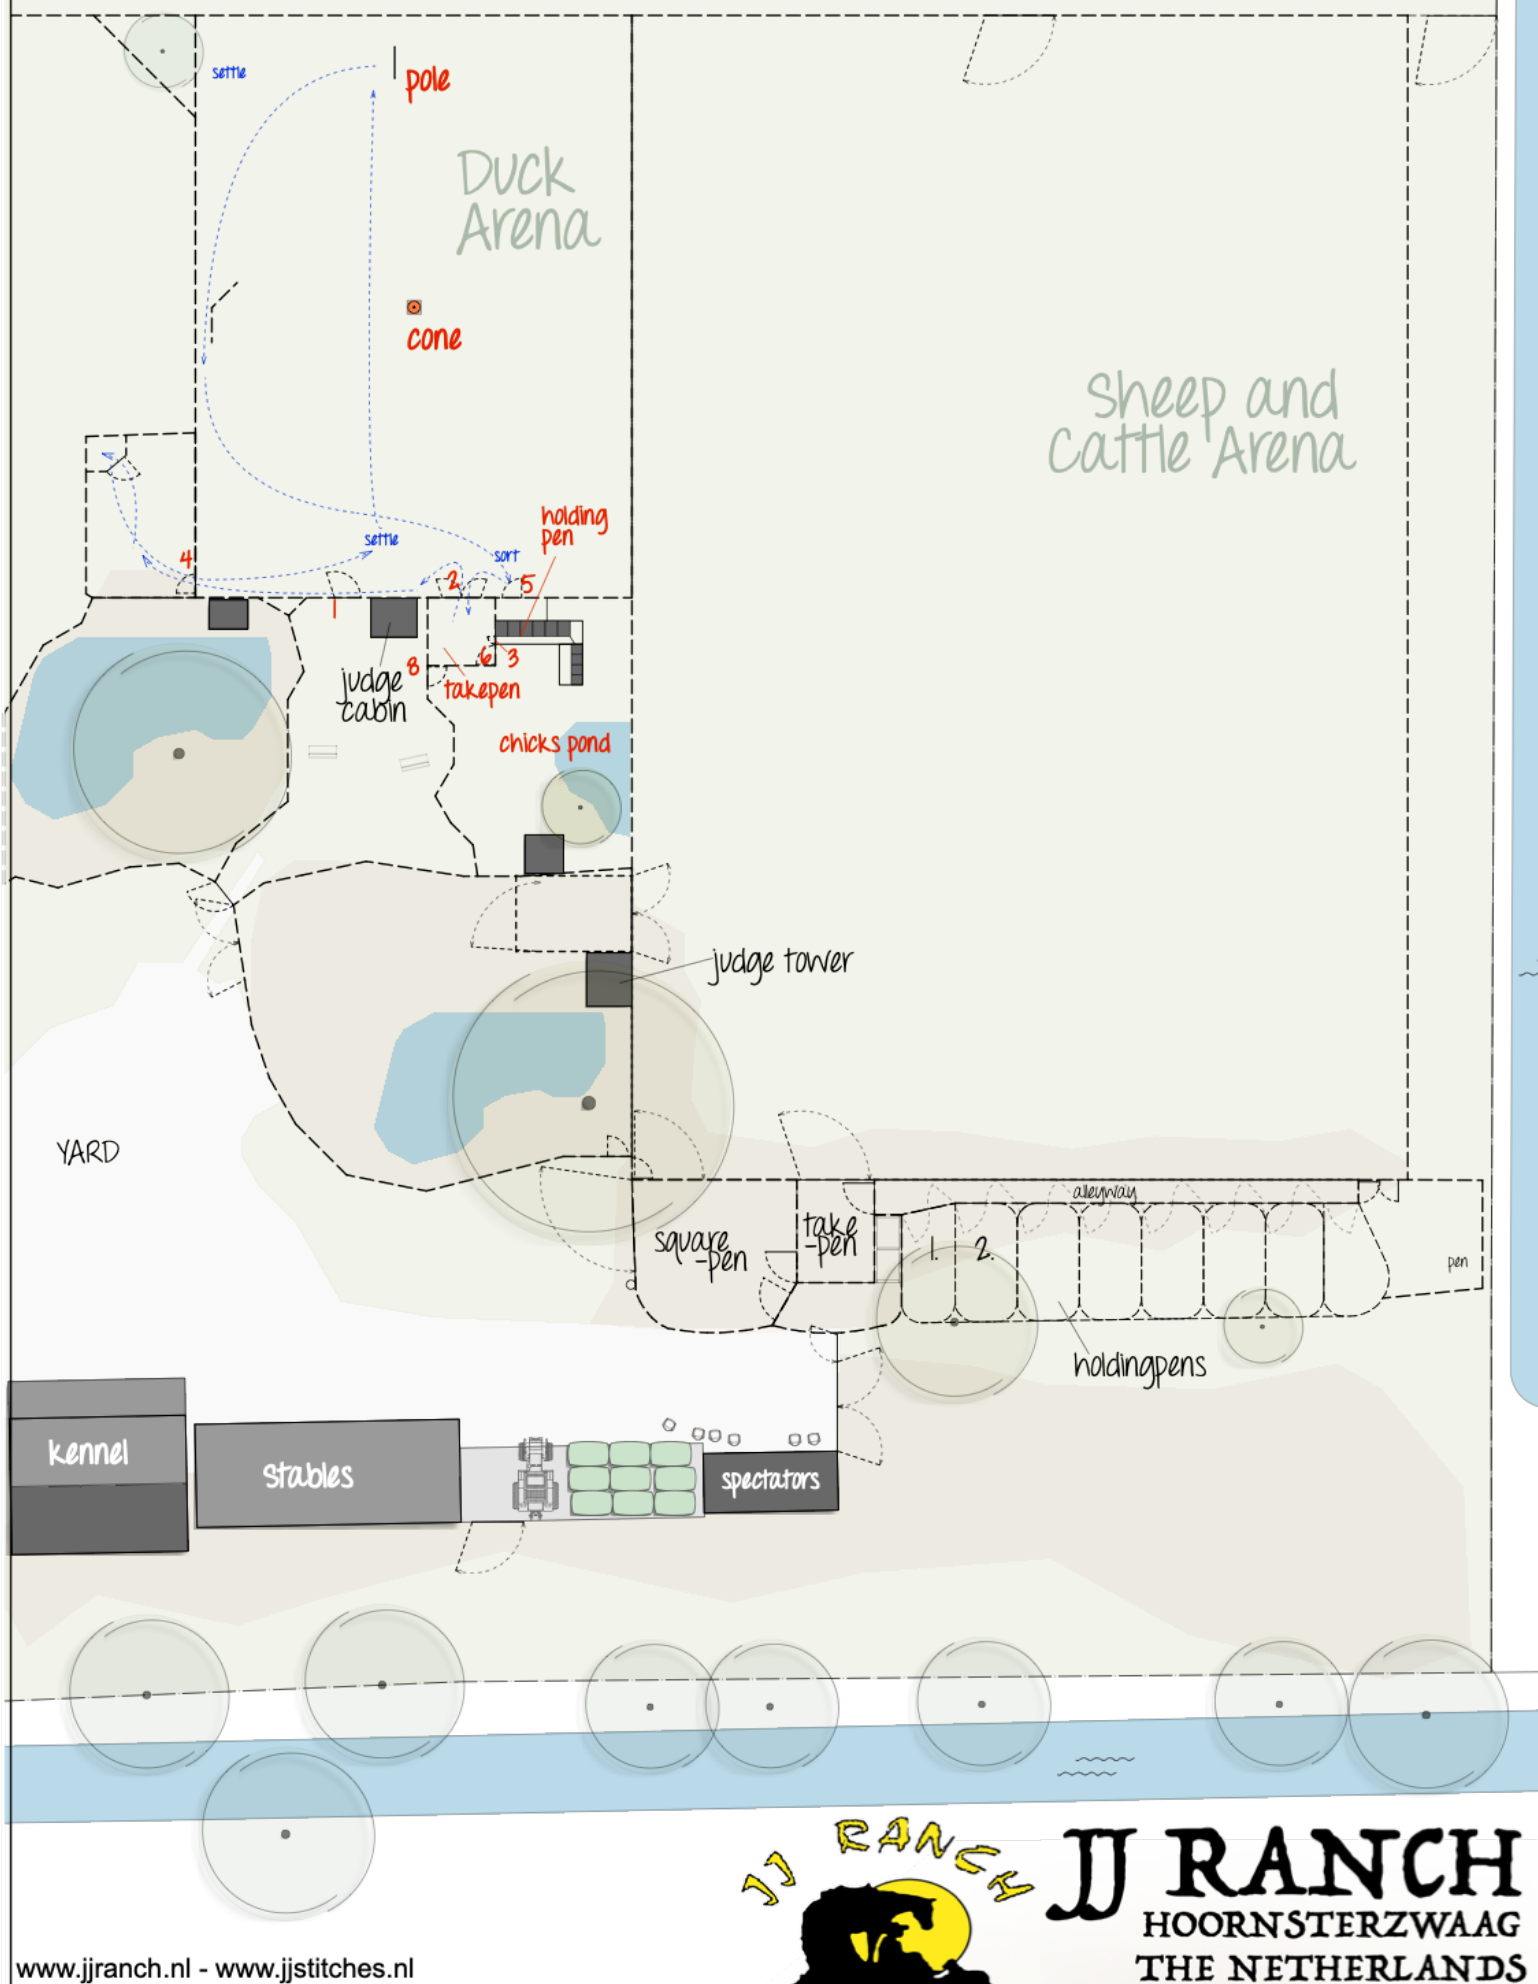 settle
pole
Duck
Arena
cone
Sheep and
Cattle Arena
holding
pen
settle
sort
4
2
5
1
judge
cabin
8
6
3
takepen
chicks pond
judge tower
YARD
alleyway
square
-pen
take
-pen
1.
2.
pen
holdingpens
kennel
Stables
spectators
JJ RANCH
JJ RANCH
HOORNSTERZWAAG
THE NETHERLANDS
www.jjranch.nl - www.jjstitches.nl